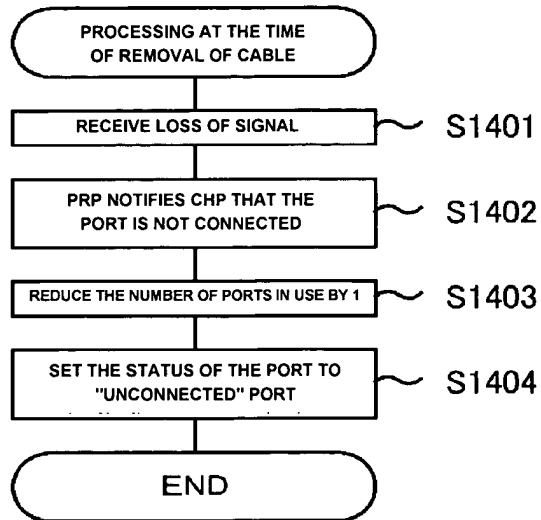 PROCESSING AT THE TIME
OF REMOVAL OF CABLE
RECEIVE LOSS OF SIGNAL
S1401
PRP NOTIFIES CHP THAT THE
PORT IS NOT CONNECTED
S1402
REDUCE THE NUMBER OF PORTS IN USE BY 1
S1403
SET THE STATUS OF THE PORT TO
"UNCONNECTED" PORT
S1404
END